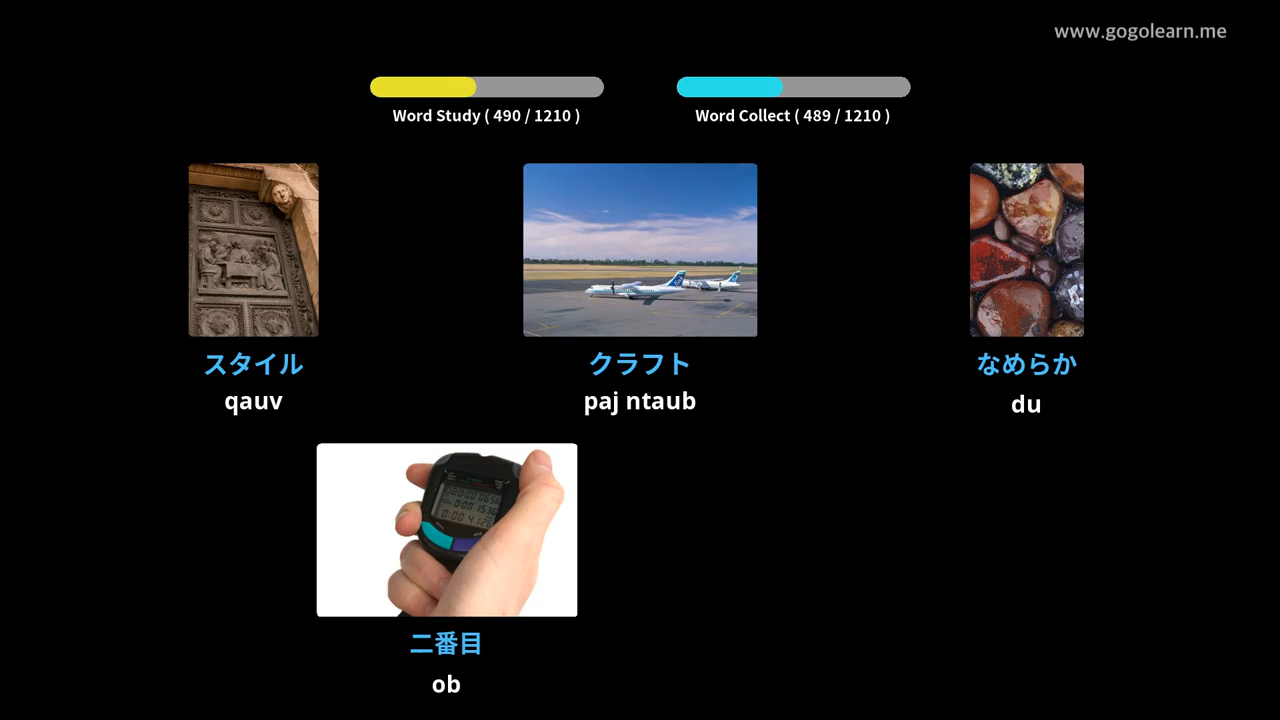 www.gogolearn.me
Word Study ( 490 / 1210 )
Word Collect ( 489 / 1210 )
スタイル
qauv
クラフト
paj ntaub
なめらか
du
二番目
ob